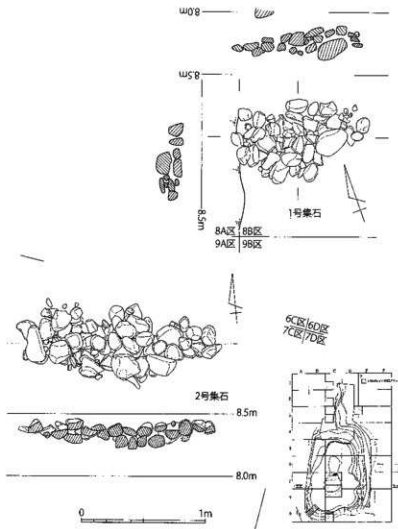 8.0m
8.5m
8.5m
1号集石
8A区 8B区
9A区 9B区
6C区 6D区
7C区 7D区
2号集石
8.5m
8.0m
0 1m
A B C D E F